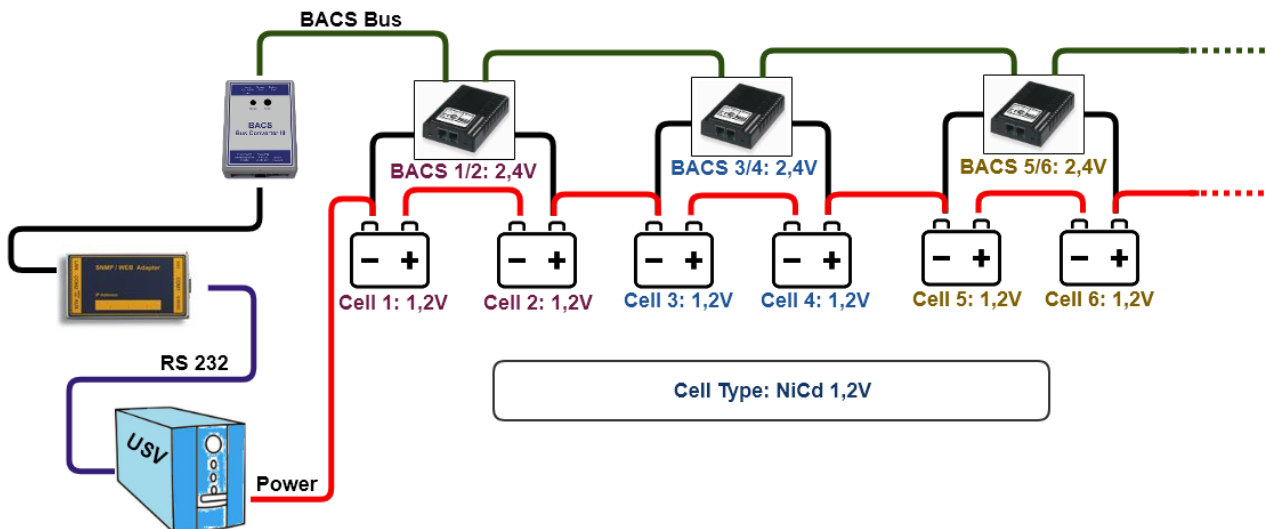 BACS Bus
BACS
Bus Converter III
BACS 1/2: 2,4V
BACS 3/4: 2,4V
BACS 5/6: 2,4V
− +
− +
− +
− +
− +
− +
Cell 1: 1,2V
Cell 2: 1,2V
Cell 3: 1,2V
Cell 4: 1,2V
Cell 5: 1,2V
Cell 6: 1,2V
SNMP / WEB Adapter
IP Address
RS 232
Cell Type: NiCd 1,2V
USV
Power